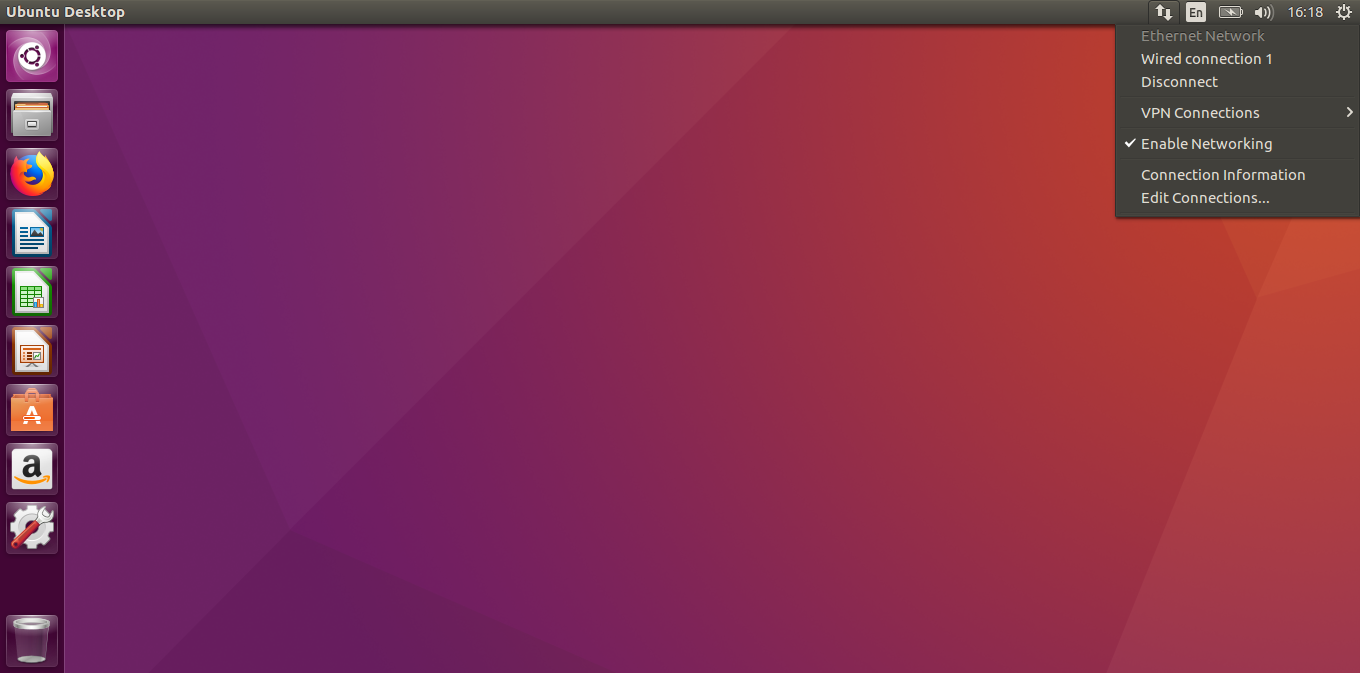 Ubuntu Desktop
En
16:18
Ethernet Network
Wired connection 1
Disconnect
VPN Connections
Enable Networking
Connection Information
Edit Connections...
A
a